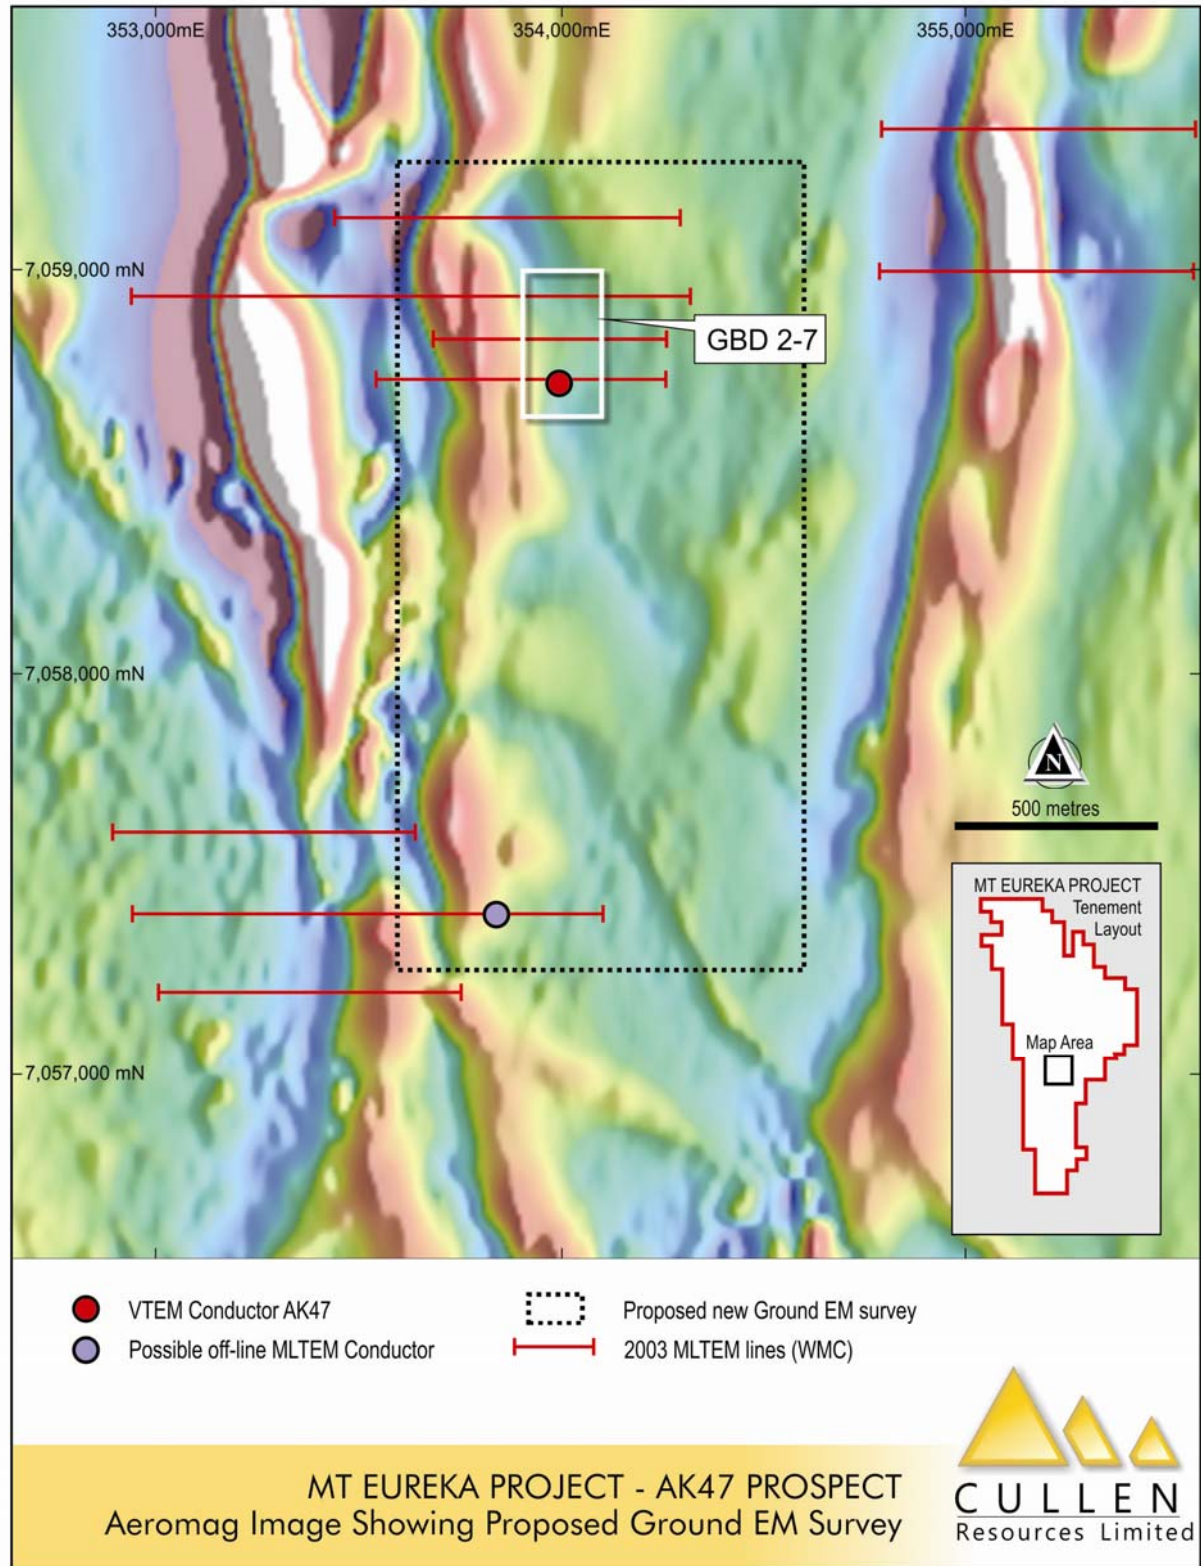 353,000mE
354,000mE
355,000mE
7,059,000 mN
GBD 2-7
7,058,000 mN
N
500 metres
MT EUREKA PROJECT
Tenement
Layout
Map Area
7,057,000 mN
VTEM Conductor AK47
Proposed new Ground EM survey
Possible off-line MLTEM Conductor
2003 MLTEM lines (WMC)
MT EUREKA PROJECT - AK47 PROSPECT
Aeromag Image Showing Proposed Ground EM Survey
CULLEN
Resources Limited